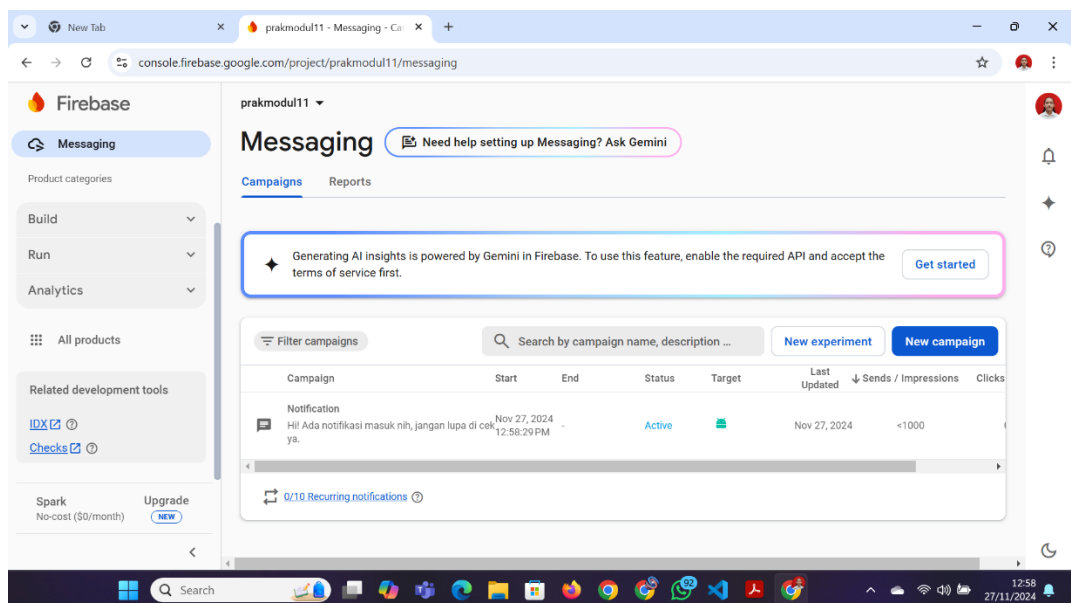 New Tab
prakmodul11 - Messaging - Ca
console.firebase.google.com/project/prakmodul11/messaging
Firebase
Messaging
Product categories
Build
Run
Analytics
All products
Related development tools
IDX
Checks
Spark
No-cost ($0/month)
Upgrade
NEW
prakmodul11
Messaging
Need help setting up Messaging? Ask Gemini
Campaigns Reports
Generating AI insights is powered by Gemini in Firebase. To use this feature, enable the required API and accept the
terms of service first.
Get started
Filter campaigns
Search by campaign name, description ...
New experiment
New campaign
Campaign Start End Status Target Last Updated Sends / Impressions Clicks
Notification
Hi! Ada notifikasi masuk nih, jangan lupa di cek
ya.
Nov 27, 2024
12:58:29 PM
-
Active
Nov 27, 2024
<1000
0/10 Recurring notifications
Search
92
12:58
27/11/2024